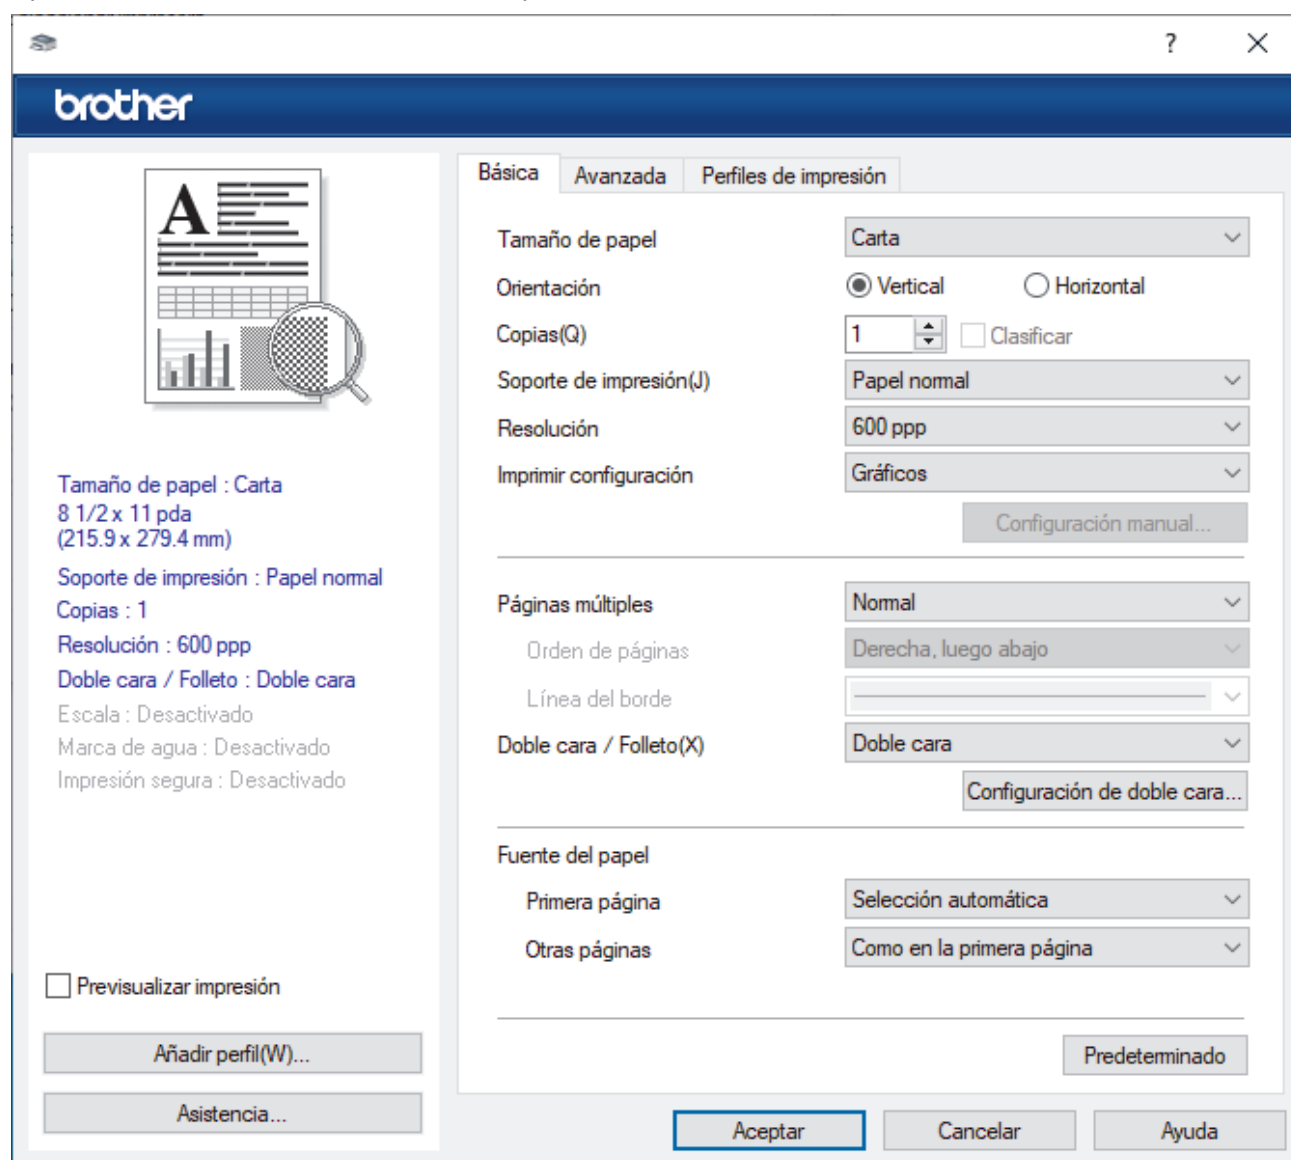 ?
brother
A
Tamaño de papel : Carta
8 1/2 x 11 pda
(215.9 x 279.4 mm)
Soporte de impresión : Papel normal
Copias : 1
Resolución : 600 ppp
Doble cara / Folleto : Doble cara
Escala : Desactivado
Marca de agua : Desactivado
Impresión segura : Desactivado
Previsualizar impresión
Añadir perfil(W)...
Asistencia...
Básica Avanzada Perfiles de impresión
Tamaño de papel Carta
Orientación Vertical Horizontal
Copias(Q) 1 Clasificar
Soporte de impresión(J) Papel normal
Resolución 600 ppp
Imprimir configuración Gráficos
Configuración manual...
Páginas múltiples Normal
Orden de páginas Derecha, luego abajo
Línea del borde
Doble cara / Folleto(X) Doble cara
Configuración de doble cara...
Fuente del papel
Primera página Selección automática
Otras páginas Como en la primera página
Predeterminado
Aceptar Cancelar Ayuda